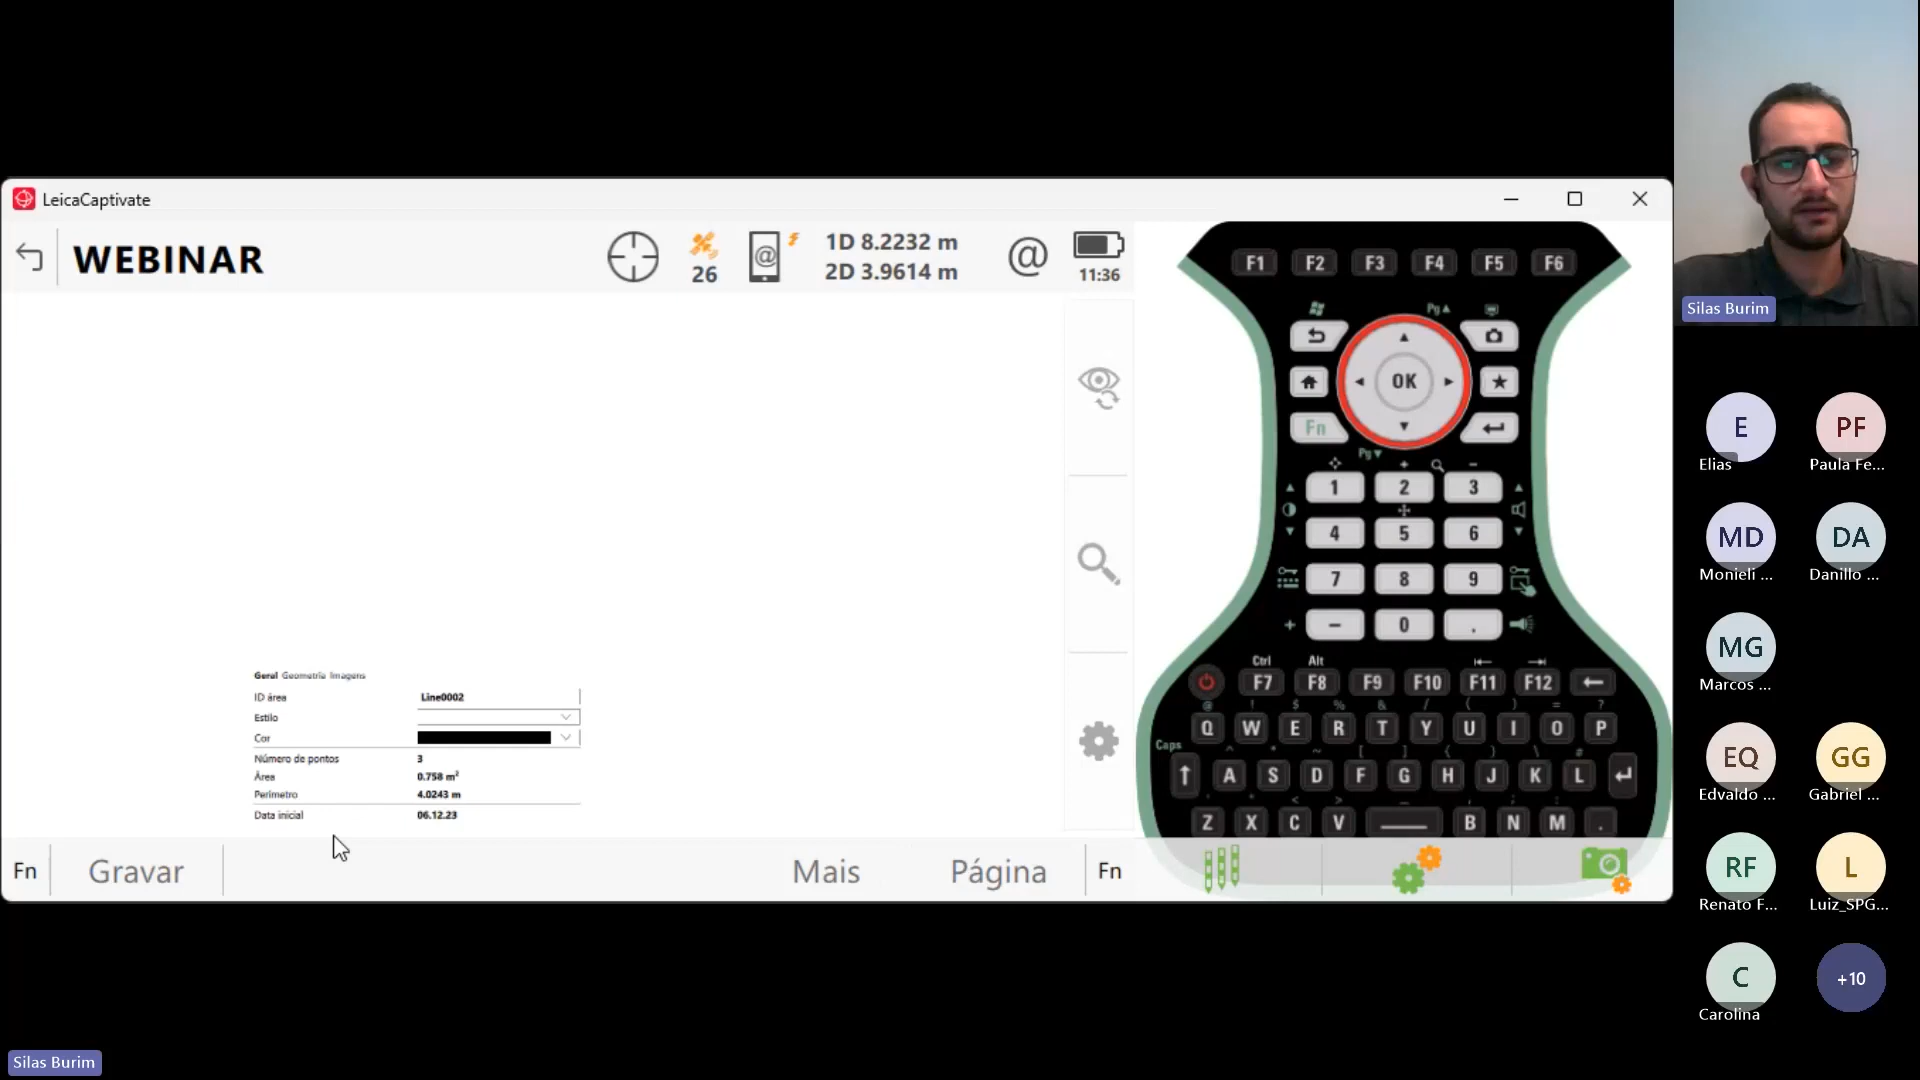 LeicaCaptivate
WEBINAR
26
@
1D 8.2232 m
2D 3.9614 m
@
11:36
Geral Geometria Imagens
ID área Line0002
Estilo
Cor
Número de pontos 3
Área 0.758 m²
Perímetro 4.0243 m
Data inicial 06.12.23
Fn Gravar Mais Página Fn
F1 F2 F3 F4 F5 F6
Pg▲
OK
Fn
Pg▼
+ -
1 2 3
4 5 6
7 8 9
+ - 0 .
Ctrl Alt
F7 F8 F9 F10 F11 F12
@ ! $ % & / ( ) = ?
Q W E R T Y U I O P
Caps
A S D F G H J K L
Z X C V B N M .
Silas Burim
E PF
Elias Paula Fe...
MD DA
Monieli ... Danillo ...
MG
Marcos ...
EQ GG
Edvaldo ... Gabriel ...
RF L
Renato F... Luiz_SPG...
C +10
Carolina
Silas Burim